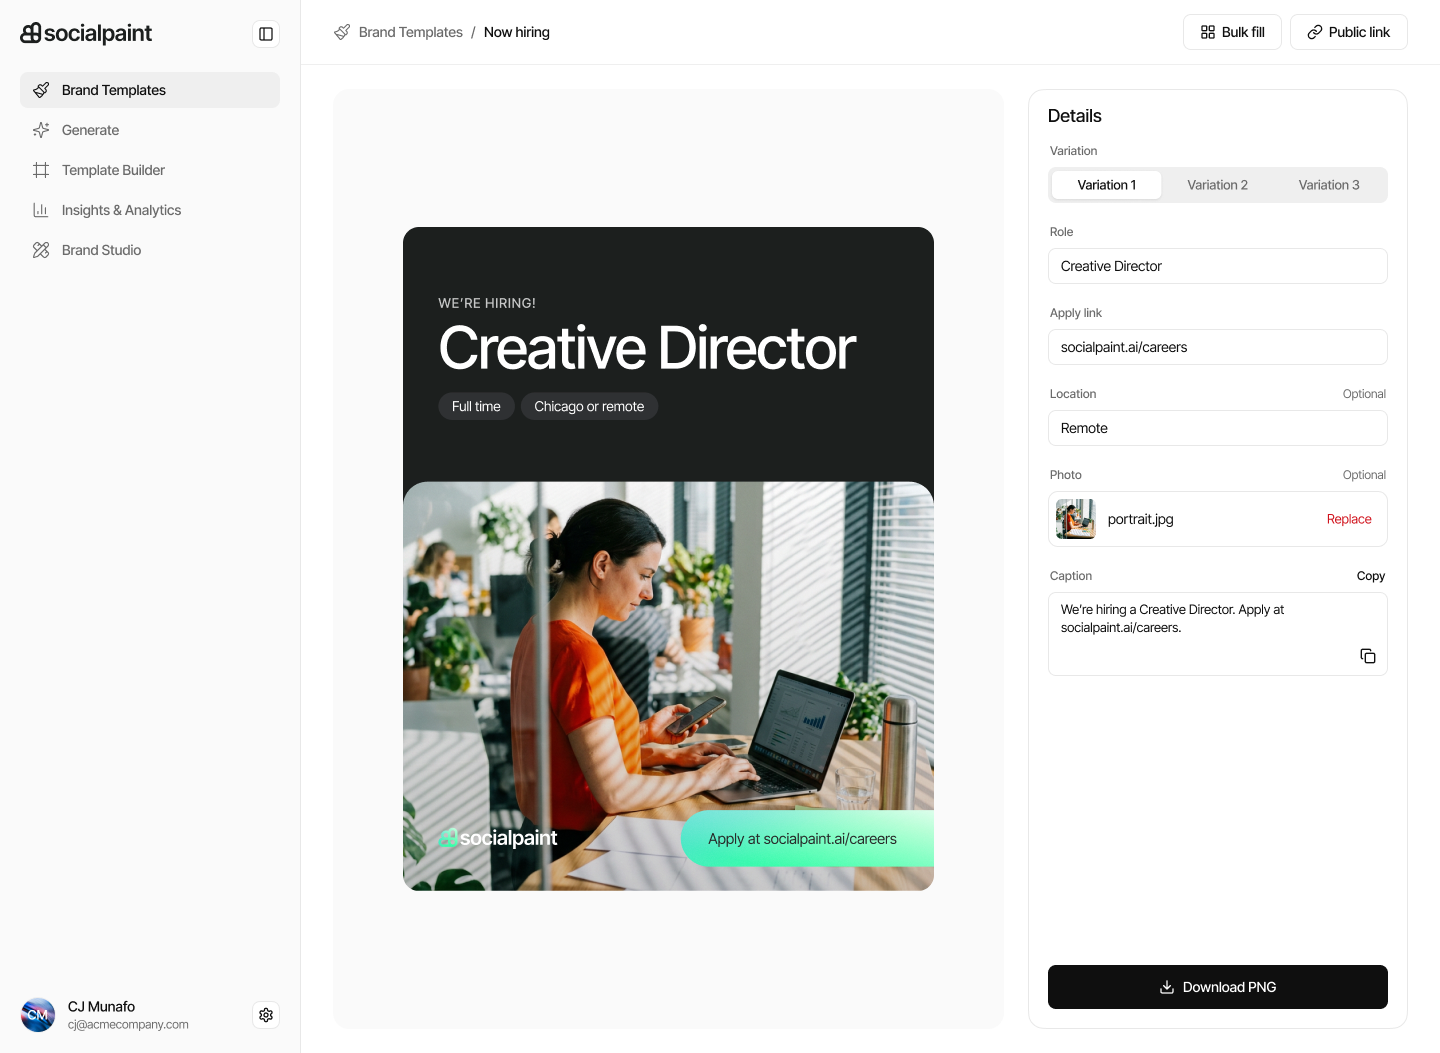 socialpaint
Brand Templates
Generate
Template Builder
Insights & Analytics
Brand Studio
CM
CJ Munafo
cj@acmecompany.com
Brand Templates / Now hiring
Bulk fill
Public link
WE'RE HIRING!
Creative Director
Full time
Chicago or remote
socialpaint
Apply at socialpaint.ai/careers
Details
Variation
Variation 1
Variation 2
Variation 3
Role
Creative Director
Apply link
socialpaint.ai/careers
Location
Optional
Remote
Photo
Optional
portrait.jpg
Replace
Caption
Copy
We're hiring a Creative Director. Apply at
socialpaint.ai/careers.
Download PNG